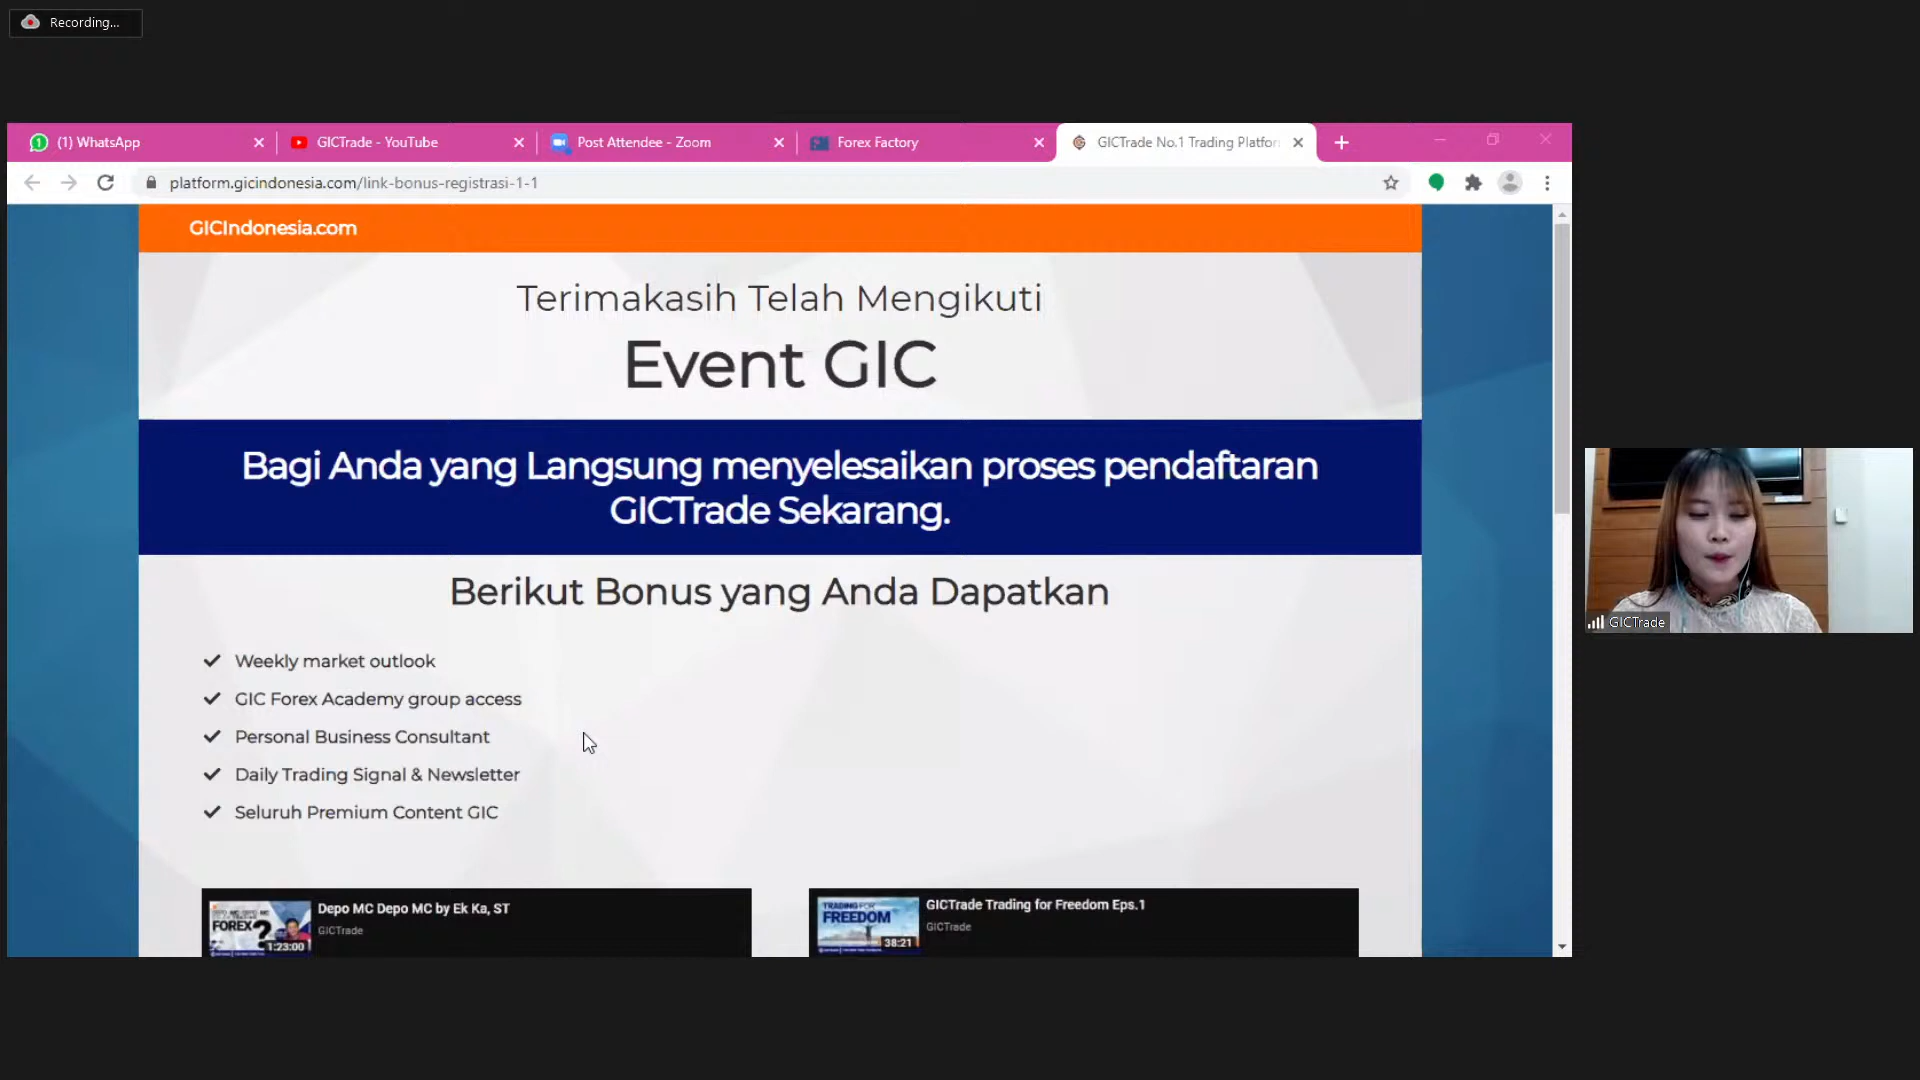 Recording...
(1) WhatsApp
GICTrade - YouTube
Post Attendee - Zoom
Forex Factory
GICTrade No.1 Trading Platfor
platform.gicindonesia.com/link-bonus-registrasi-1-1
GICIndonesia.com
Terimakasih Telah Mengikuti
Event GIC
Bagi Anda yang Langsung menyelesaikan proses pendaftaran
GICTrade Sekarang.
Berikut Bonus yang Anda Dapatkan
Weekly market outlook
GIC Forex Academy group access
Personal Business Consultant
Daily Trading Signal & Newsletter
Seluruh Premium Content GIC
GICTrade
Depo MC Depo MC by Ek Ka, ST
GICTrade
FOREX?
1:23:00
GICTrade Trading for Freedom Eps.1
GICTrade
TRADING FOR
FREEDOM
38:21